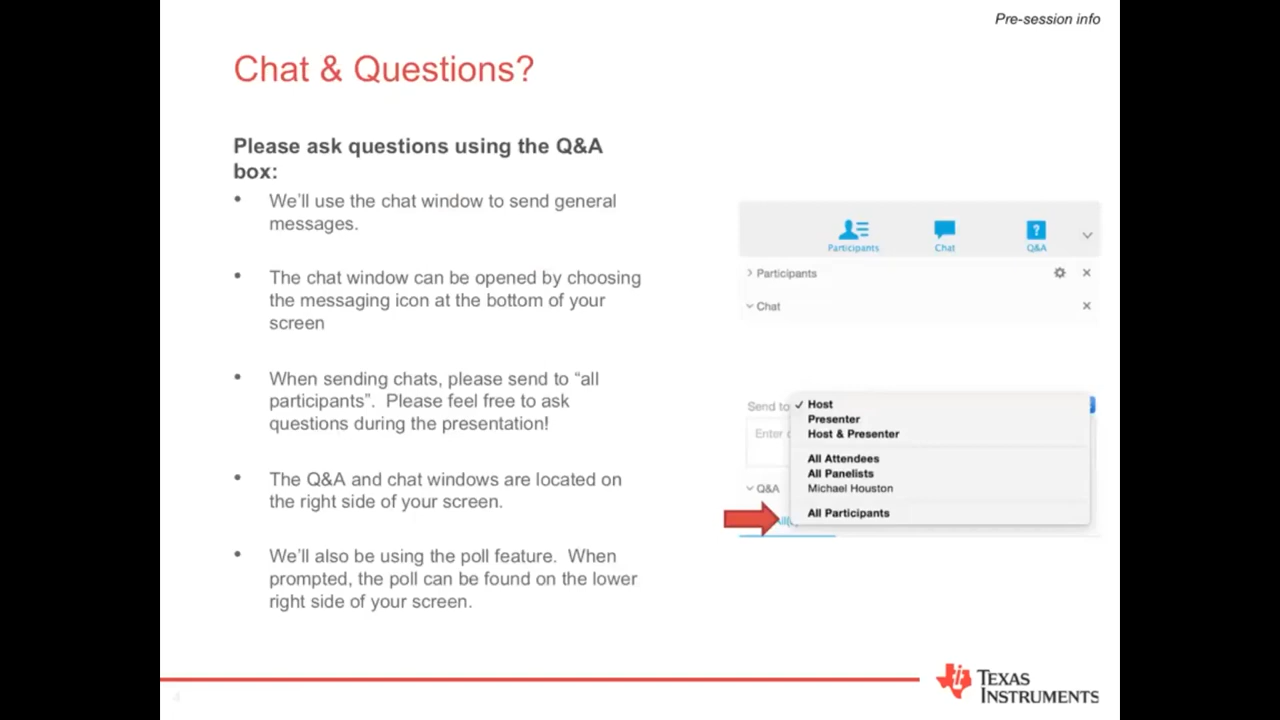 Pre-session info
Chat & Questions?
Please ask questions using the Q&A
box:
• We’ll use the chat window to send general
messages.
• The chat window can be opened by choosing
the messaging icon at the bottom of your
screen
• When sending chats, please send to “all
participants”.  Please feel free to ask
questions during the presentation!
• The Q&A and chat windows are located on
the right side of your screen.
• We’ll also be using the poll feature.  When
prompted, the poll can be found on the lower
right side of your screen.
Participants Chat Q&A
Participants
Chat
Send to
✓ Host
Presenter
Enter
Host & Presenter
All Attendees
All Panelists
Q&A
Michael Houston
All Participants
4
TEXAS
INSTRUMENTS